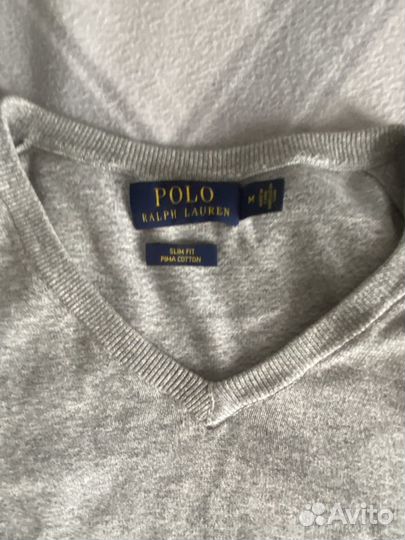 POLO
RALPH LAUREN
M
SLIM FIT
PIMA COTTON
Avito